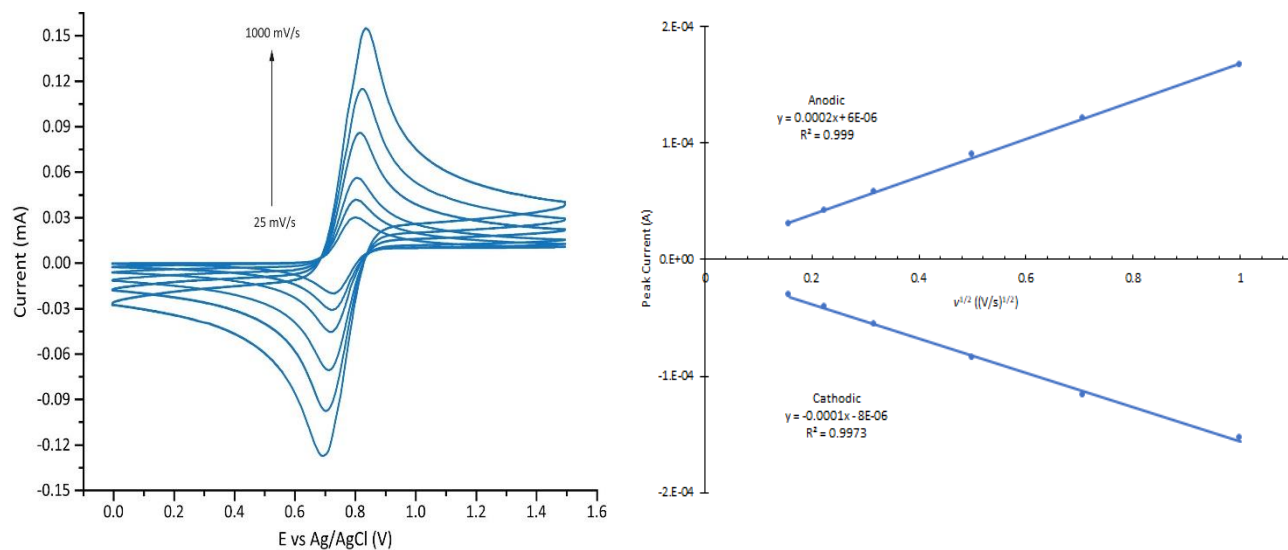 0.15
0.12
0.09
0.06
0.03
0.00
-0.03
-0.06
-0.09
-0.12
-0.15
Current (mA)
1000 mV/s
25 mV/s
0.0 0.2 0.4 0.6 0.8 1.0 1.2 1.4 1.6
E vs Ag/AgCl (V)
2.E-04
1.E-04
0.E+00
-1.E-04
-2.E-04
Peak Current (A)
Anodic
y = 0.0002x + 6E-06
R² = 0.999
0 0.2 0.4 0.6 0.8 1
v¹/² ((V/s)¹/²)
Cathodic
y = -0.0001x - 8E-06
R² = 0.9973